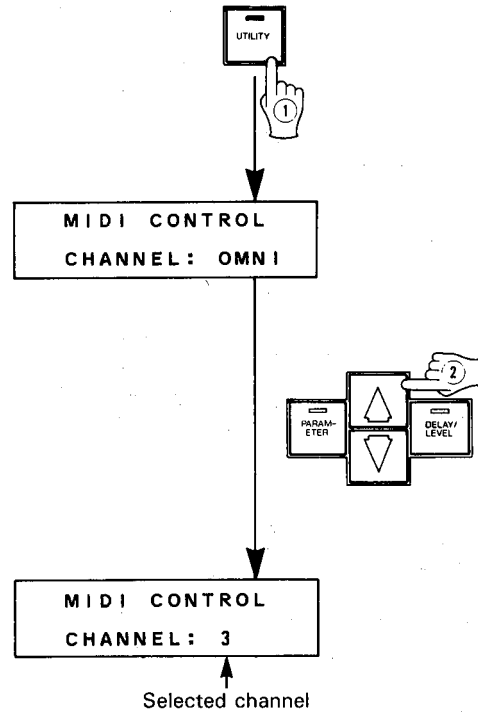 UTILITY
1
MIDI CONTROL
CHANNEL: OMNI
2
PARAM-
ETER
DELAY/
LEVEL
MIDI CONTROL
CHANNEL: 3
Selected channel